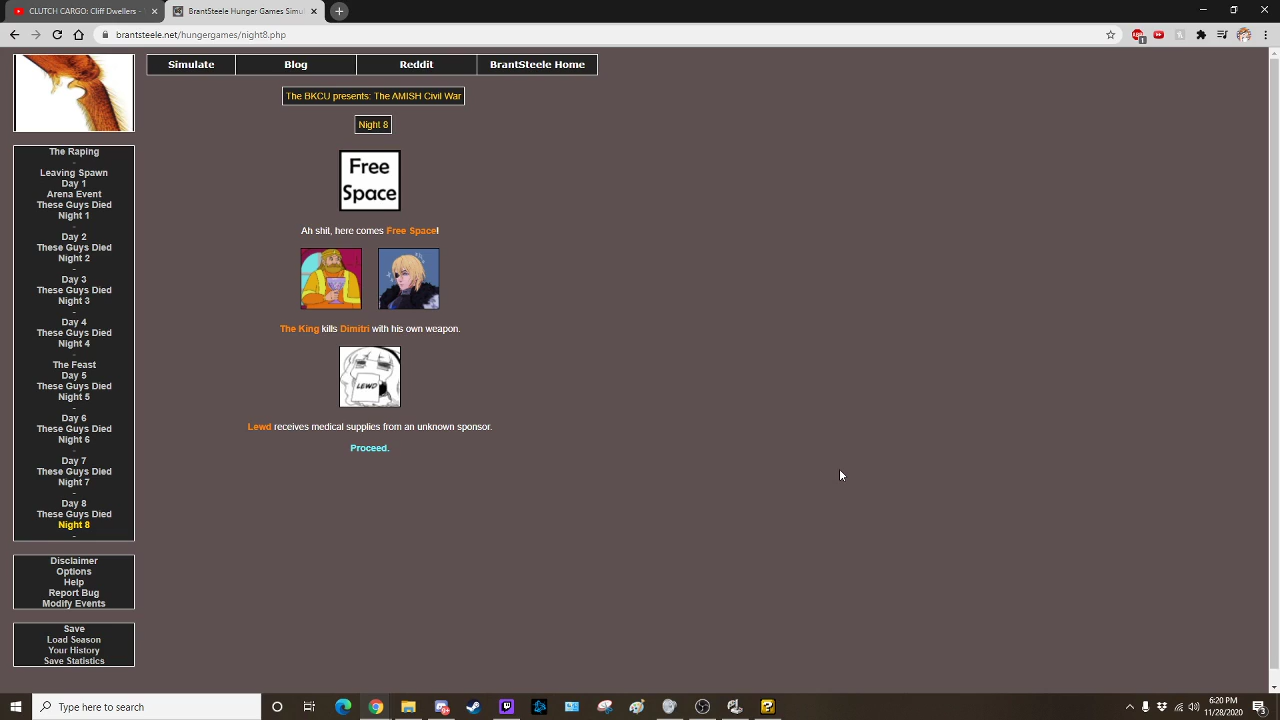 CLUTCH CARGO: Cliff Dwellers -
BrantSteele Hunger Games Simu
brantsteele.net/hungergames/night8.php
Simulate
Blog
Reddit
BrantSteele Home
The BKCU presents: The AMISH Civil War
Night 8
Free
Space
Ah shit, here comes Free Space!
The King kills Dimitri with his own weapon.
LEWD
Lewd receives medical supplies from an unknown sponsor.
Proceed.
The Raping
-
Leaving Spawn
Day 1
Arena Event
These Guys Died
Night 1
-
Day 2
These Guys Died
Night 2
-
Day 3
These Guys Died
Night 3
-
Day 4
These Guys Died
Night 4
-
The Feast
Day 5
These Guys Died
Night 5
-
Day 6
These Guys Died
Night 6
-
Day 7
These Guys Died
Night 7
-
Day 8
These Guys Died
Night 8
-
Disclaimer
Options
Help
Report Bug
Modify Events
Save
Load Season
Your History
Save Statistics
Type here to search
6:20 PM
11/28/2020